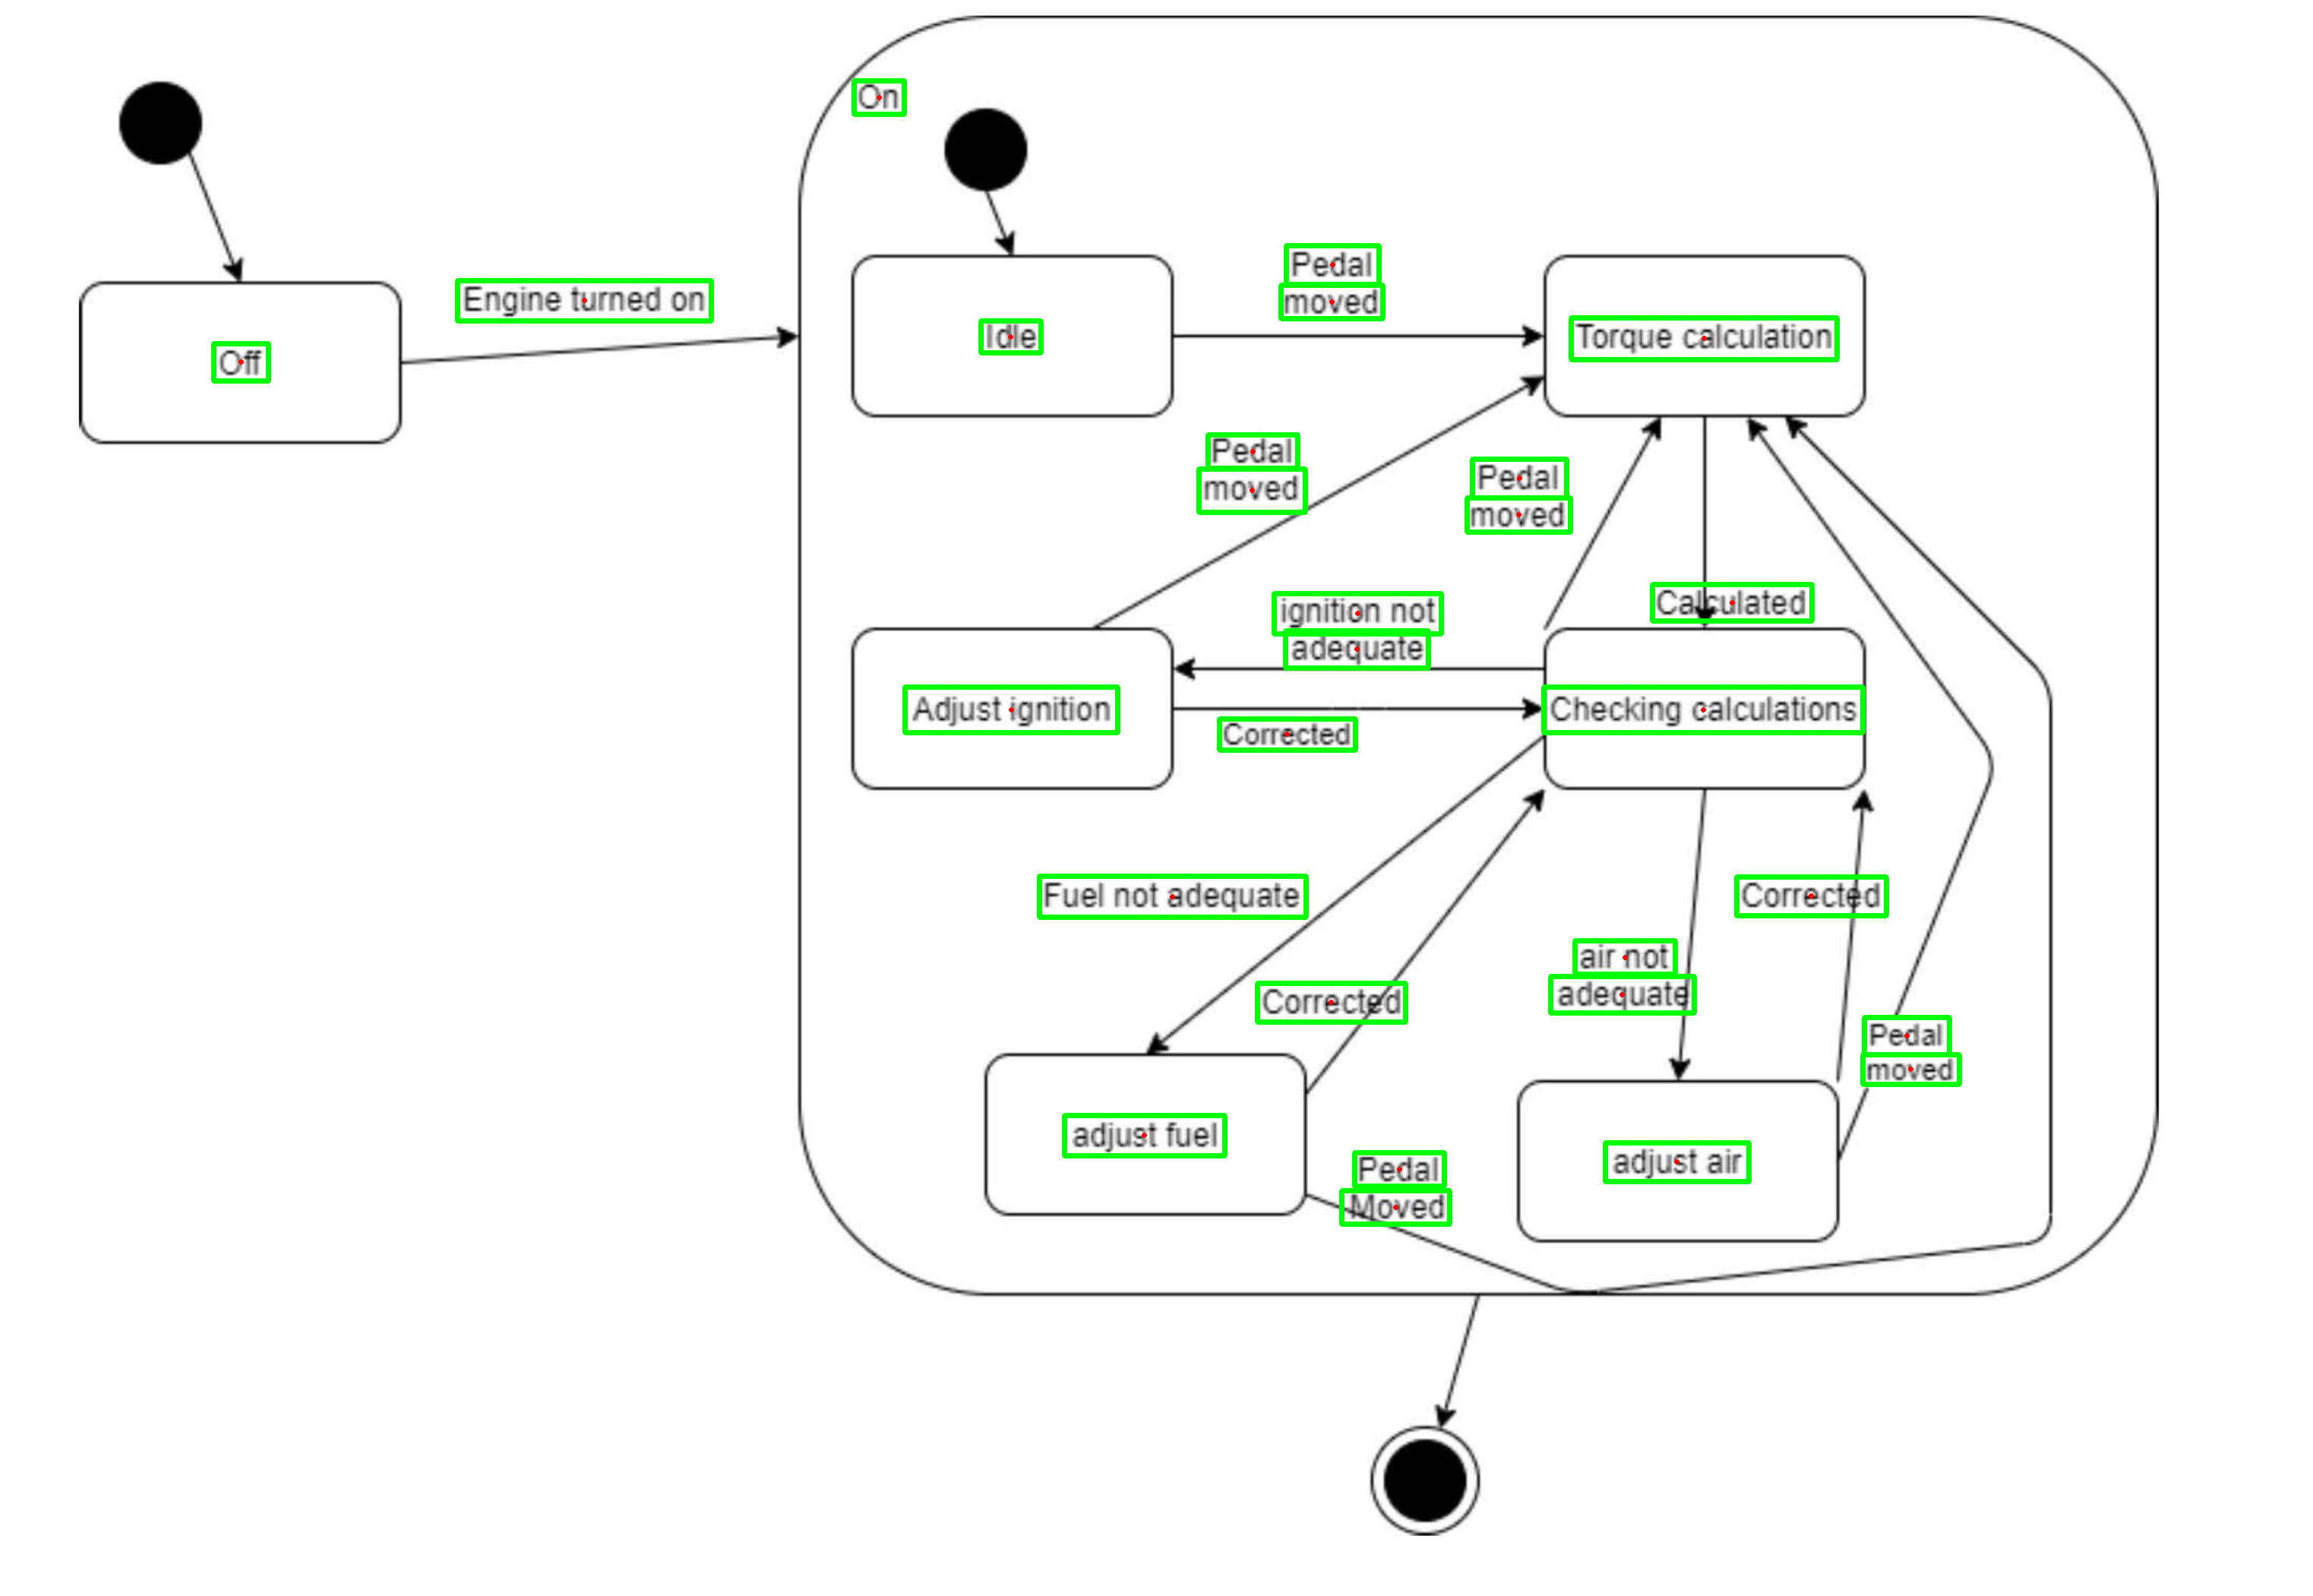 On
Engine turned on
Off
Pedal
moved
Idle
Torque calculation
Pedal
moved
Pedal
moved
ignition not
adequate
Calculated
Adjust ignition
Corrected
Checking calculations
Fuel not adequate
Corrected
Corrected
air not
adequate
Pedal
moved
adjust fuel
Pedal
Moved
adjust air